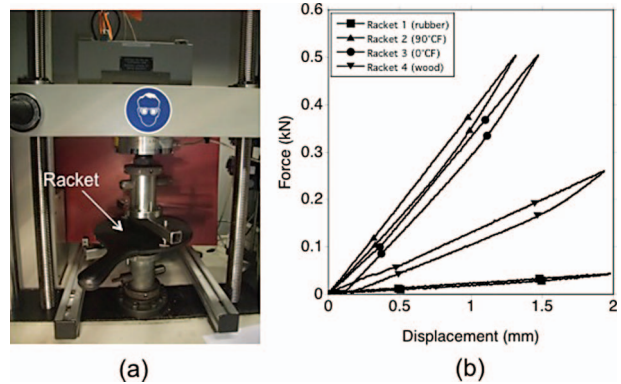 Racket
(a)
Force (kN)
0.6
0.5
0.4
0.3
0.2
0.1
0
Racket 1 (rubber)
Racket 2 (90°CF)
Racket 3 (0°CF)
Racket 4 (wood)
0 0.5 1 1.5 2
Displacement (mm)
(b)